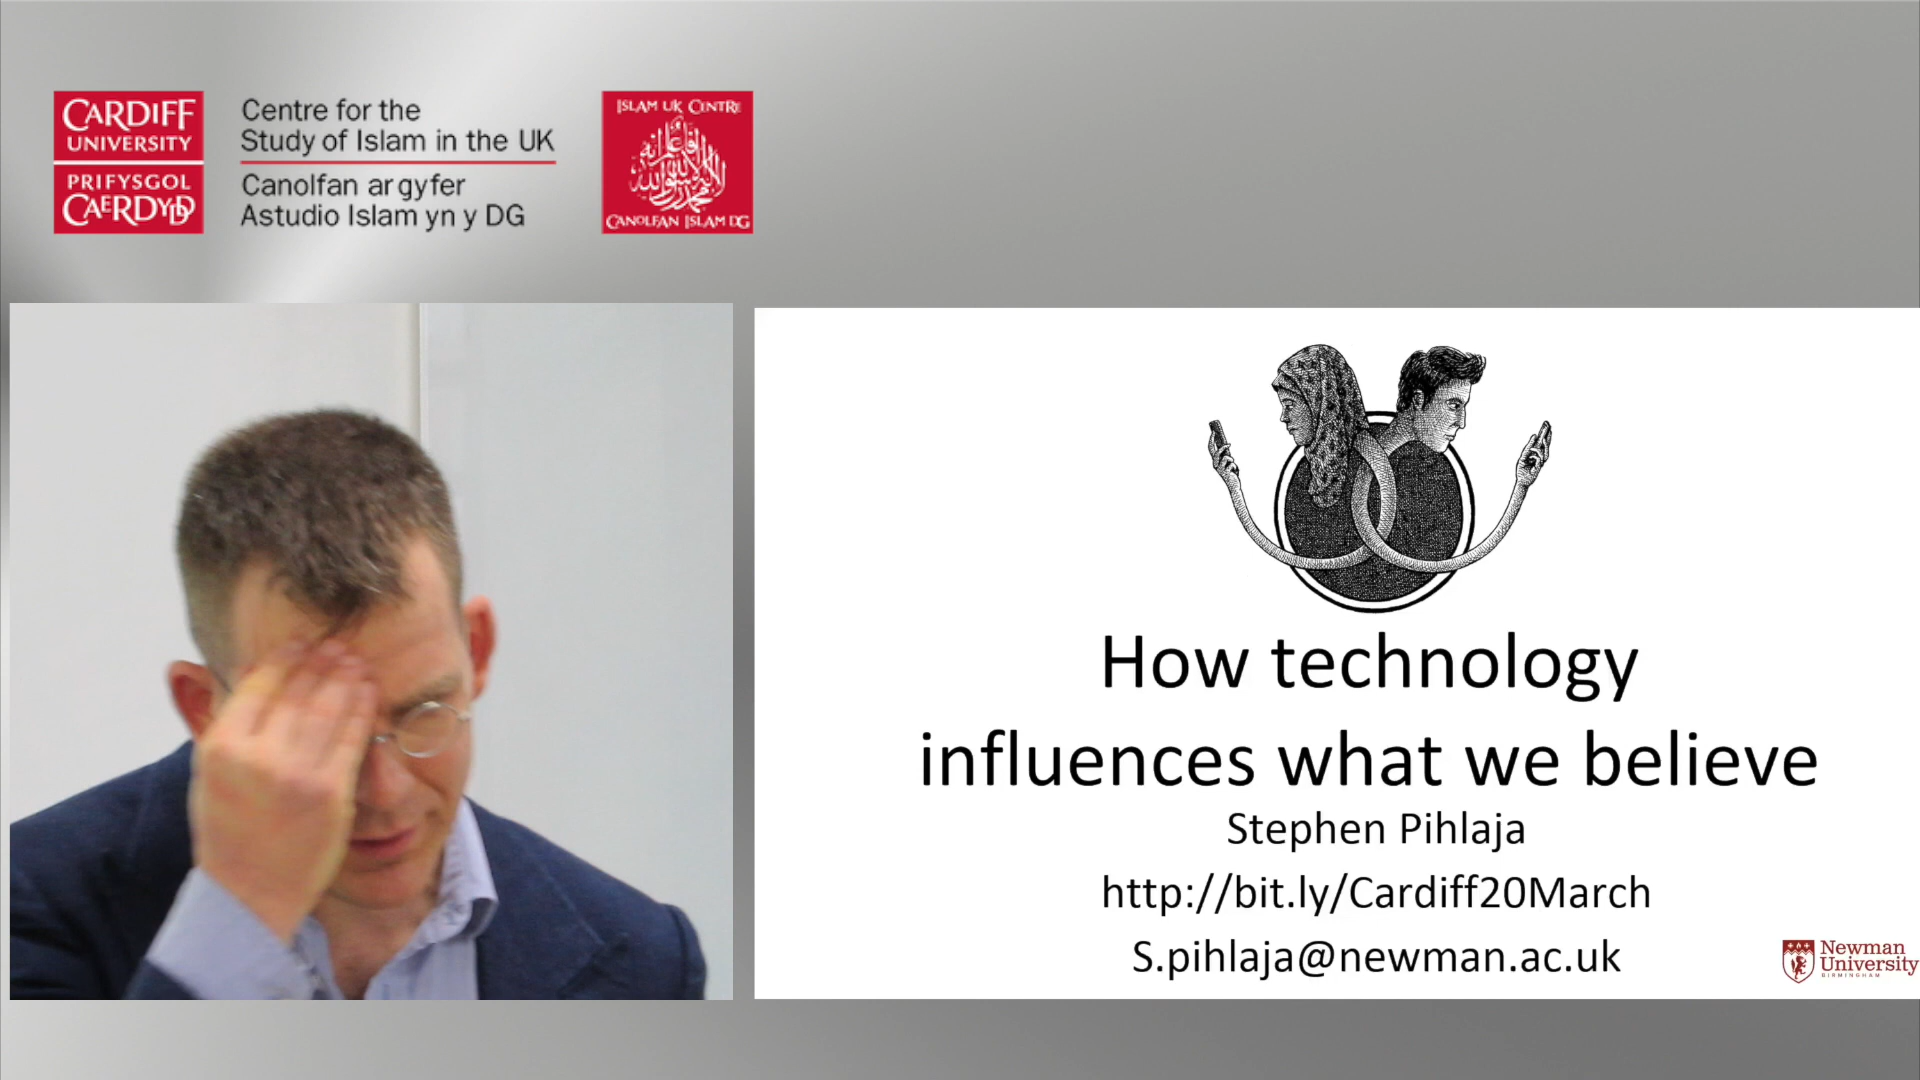 CARDIFF
UNIVERSITY
PRIFYSGOL
CAERDYDD
Centre for the
Study of Islam in the UK
Canolfan ar gyfer
Astudio Islam yn y DG
ISLAM UK CENTRE
CANOLFAN ISLAM DG
How technology
influences what we believe
Stephen Pihlaja
http://bit.ly/Cardiff20March
S.pihlaja@newman.ac.uk
Newman
University
BIRMINGHAM